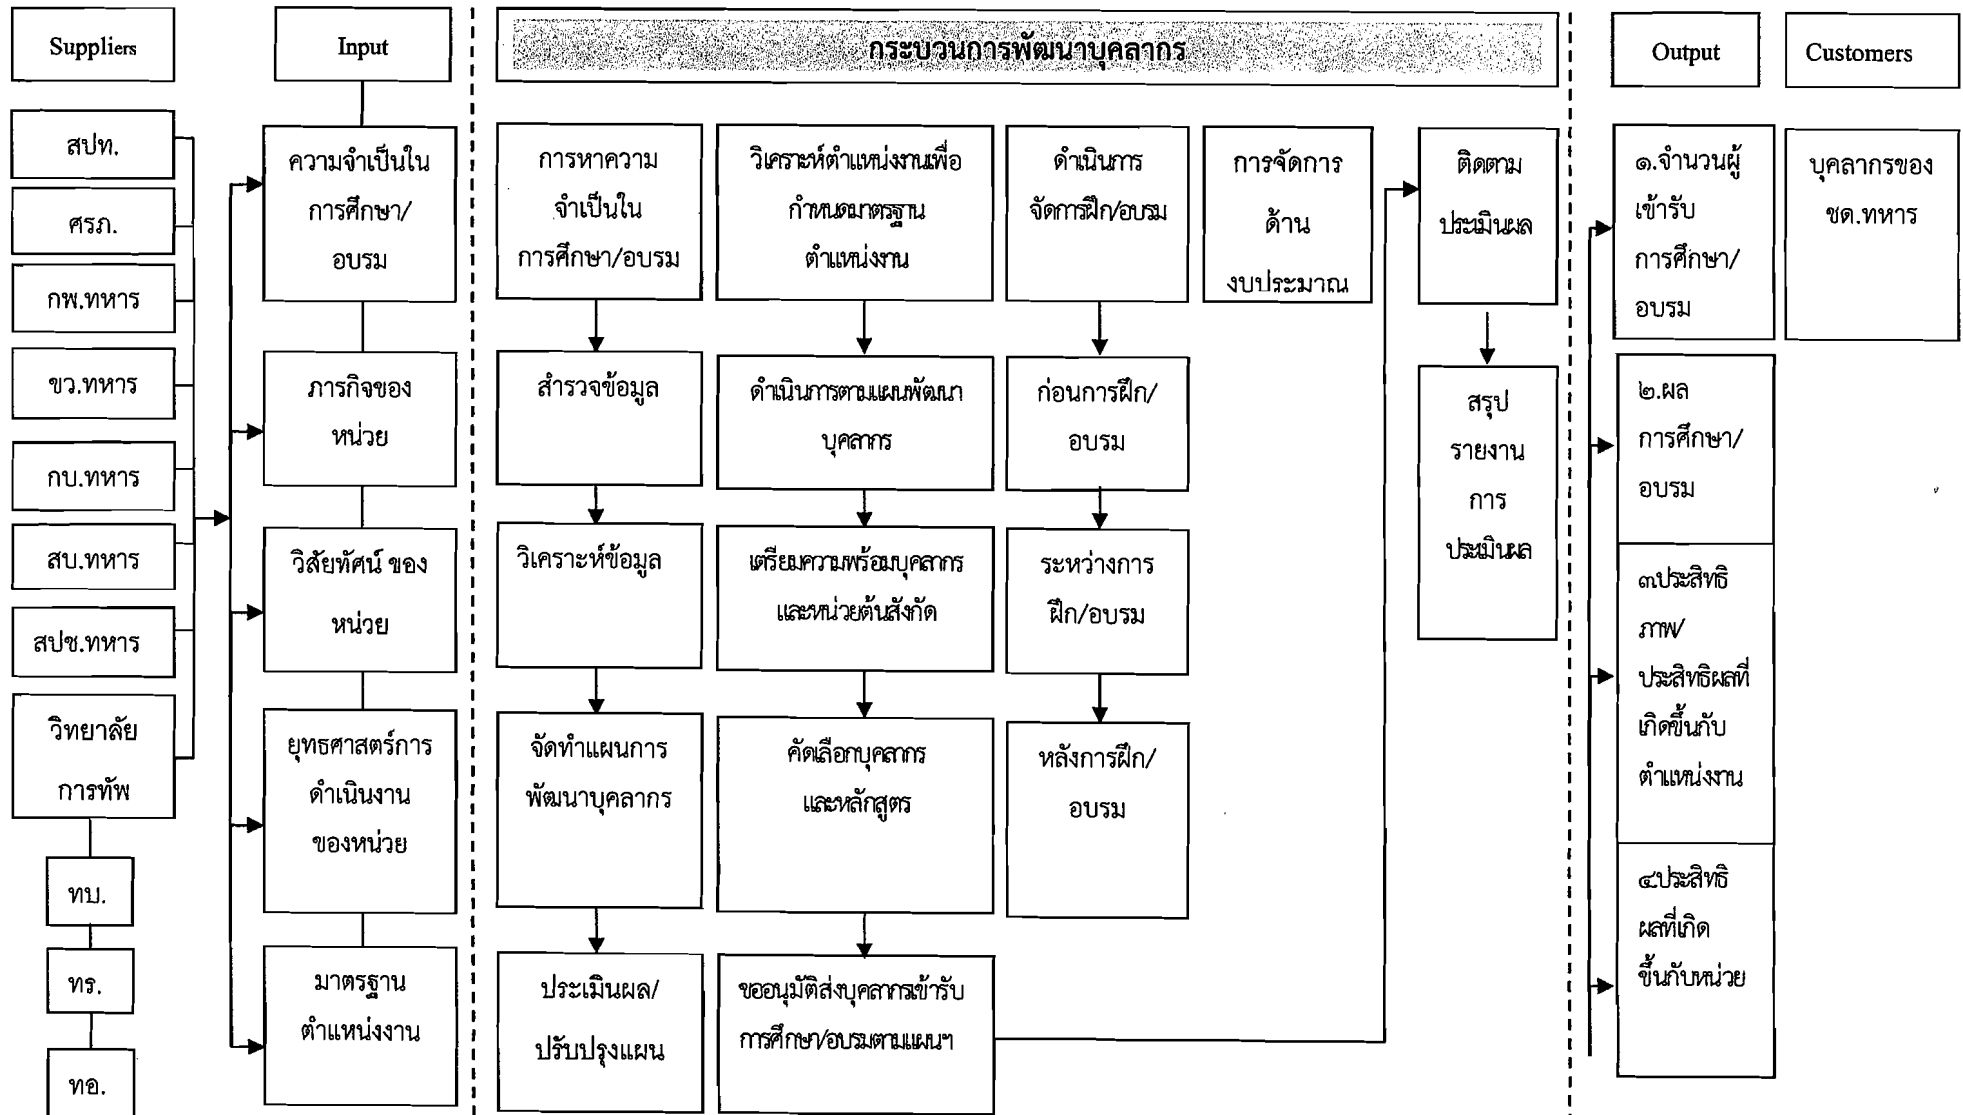 Suppliers
Input
กระบวนการพัฒนาบุคลากร
Output
Customers
สปท.
ศรภ.
กพ.ทหาร
ขว.ทหาร
กบ.ทหาร
สบ.ทหาร
สปช.ทหาร
วิทยาลัย
การทัพ
ทบ.
ทร.
ทอ.
ความจำเป็นใน
การศึกษา/
อบรม
ภารกิจของ
หน่วย
วิสัยทัศน์ ของ
หน่วย
ยุทธศาสตร์การ
ดำเนินงาน
ของหน่วย
มาตรฐาน
ตำแหน่งงาน
การหาความ
จำเป็นใน
การศึกษา/อบรม
สำรวจข้อมูล
วิเคราะห์ข้อมูล
จัดทำแผนการ
พัฒนาบุคลากร
ประเมินผล/
ปรับปรุงแผน
วิเคราะห์ตำแหน่งงานเพื่อ
กำหนดมาตรฐาน
ตำแหน่งงาน
ดำเนินการตามแผนพัฒนา
บุคลากร
เตรียมความพร้อมบุคลากร
และหน่วยต้นสังกัด
คัดเลือกบุคลากร
และหลักสูตร
ขออนุมัติส่งบุคลากรเข้ารับ
การศึกษา/อบรมตามแผนฯ
ดำเนินการ
จัดการฝึก/อบรม
ก่อนการฝึก/
อบรม
ระหว่างการ
ฝึก/อบรม
หลังการฝึก/
อบรม
การจัดการ
ด้าน
งบประมาณ
ติดตาม
ประเมินผล
สรุป
รายงาน
การ
ประเมินผล
๑.จำนวนผู้
เข้ารับ
การศึกษา/
อบรม
๒.ผล
การศึกษา/
อบรม
๓.ประสิทธิ
ภาพ/
ประสิทธิผลที่
เกิดขึ้นกับ
ตำแหน่งงาน
๔.ประสิทธิ
ผลที่เกิด
ขึ้นกับหน่วย
บุคลากรของ
ชด.ทหาร